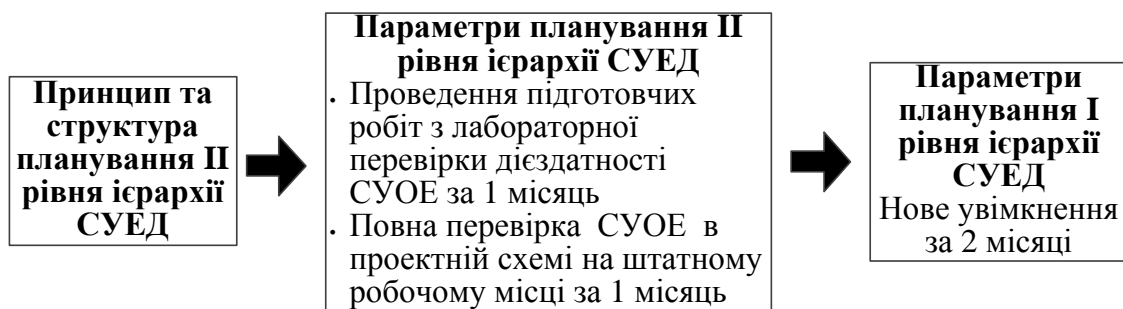 Принцип та
структура
планування ІІ
рівня ієрархії
СУЕД
Параметри планування ІІ
рівня ієрархії СУЕД
. Проведення підготовчих
робіт з лабораторної
перевірки дієздатності
СУОЕ за 1 місяць
. Повна перевірка СУОЕ в
проектній схемі на штатному
робочому місці за 1 місяць
Параметри
планування І
рівня ієрархії
СУЕД
Нове увімкнення
за 2 місяці